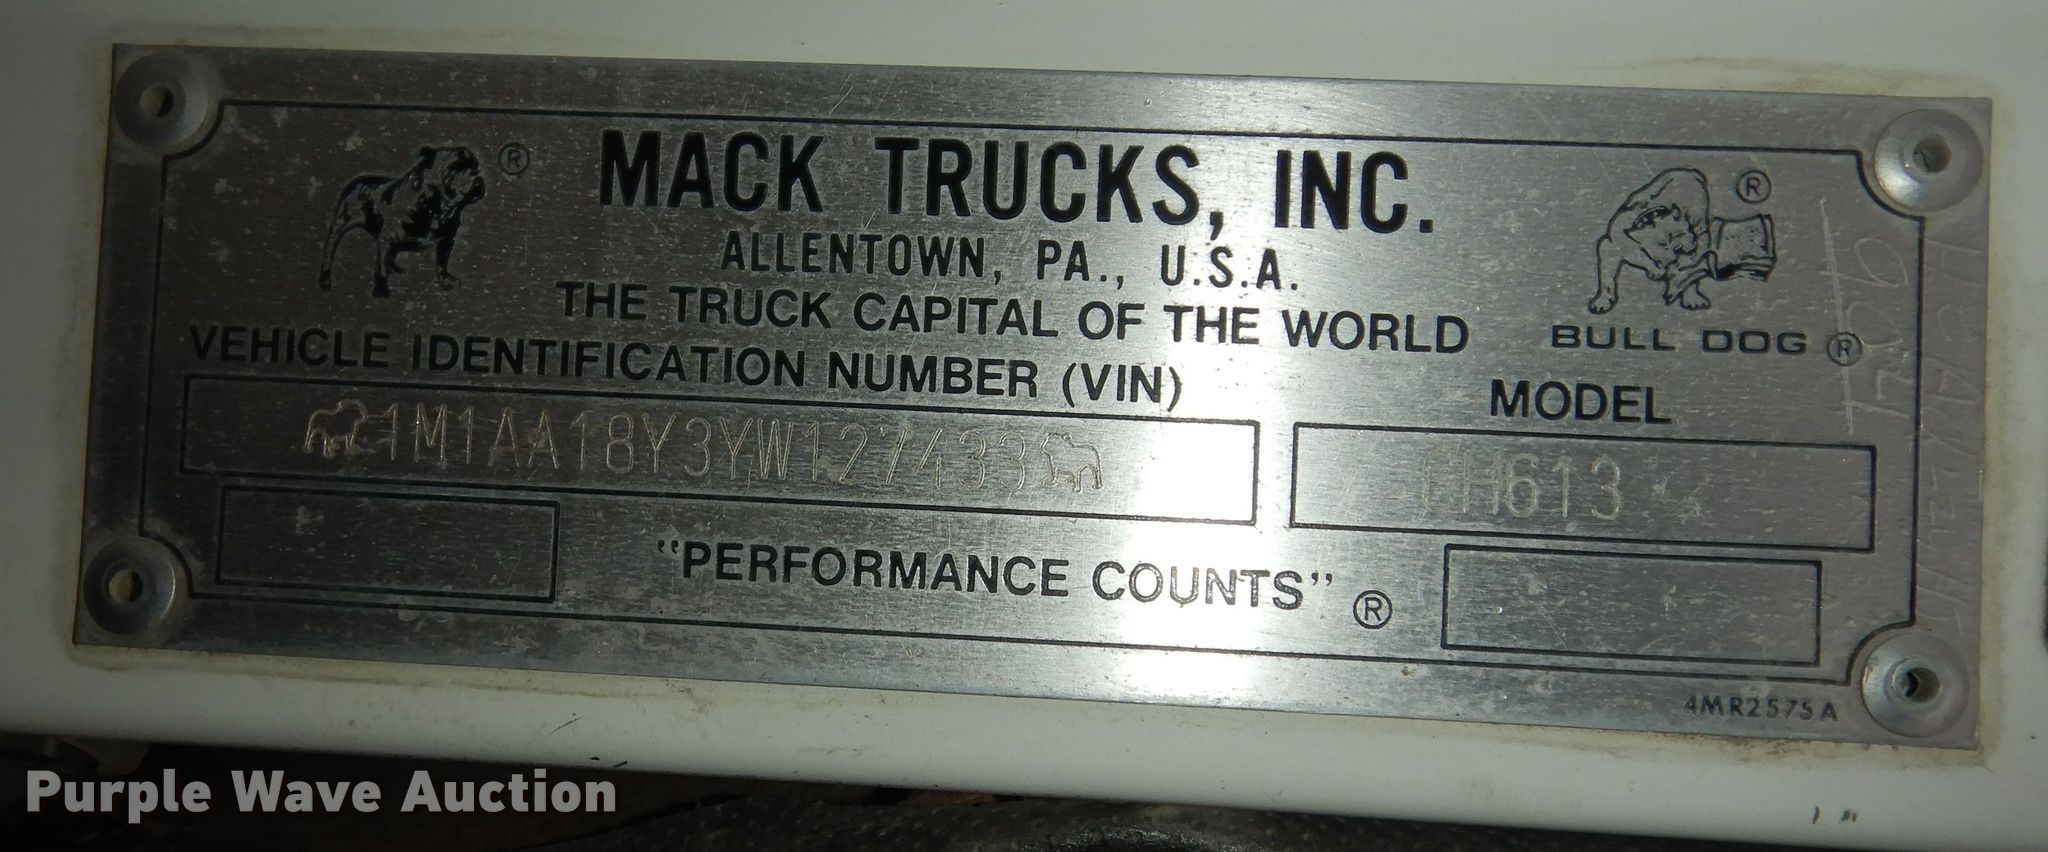 MACK TRUCKS, INC.
ALLENTOWN, PA., U.S.A.
THE TRUCK CAPITAL OF THE WORLD
BULL DOG®
VEHICLE IDENTIFICATION NUMBER (VIN)
MODEL
1M1AA18Y3YW127433
CH613
"PERFORMANCE COUNTS"®
4MR2575A
Purple Wave Auction